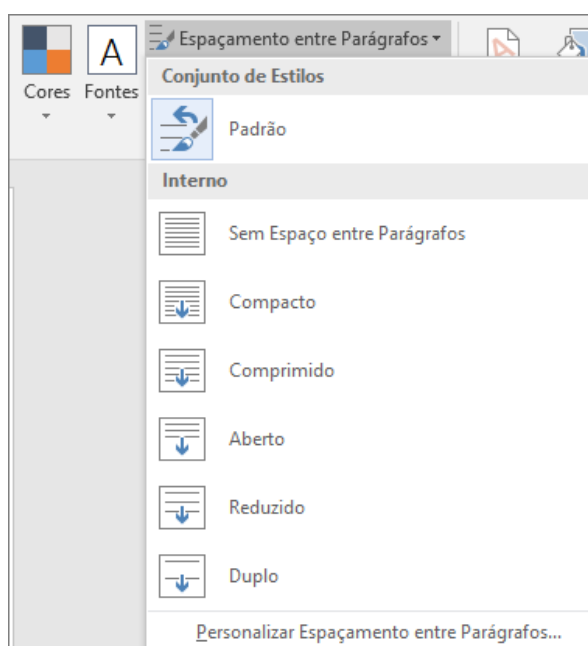 Espaçamento entre Parágrafos
A
Cores
Fontes
Conjunto de Estilos
Padrão
Interno
Sem Espaço entre Parágrafos
Compacto
Comprimido
Aberto
Reduzido
Duplo
Personalizar Espaçamento entre Parágrafos...